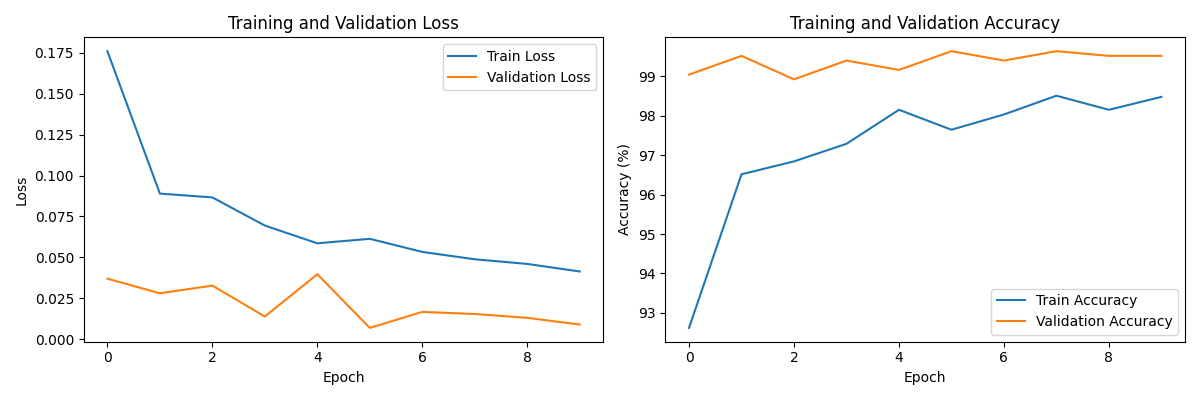 Training and Validation Loss
Train Loss
Validation Loss
0.175
0.150
0.125
0.100
0.075
0.050
0.025
0.000
Loss
0 2 4 6 8
Epoch
Training and Validation Accuracy
99
98
97
96
95
94
93
Accuracy (%)
Train Accuracy
Validation Accuracy
0 2 4 6 8
Epoch